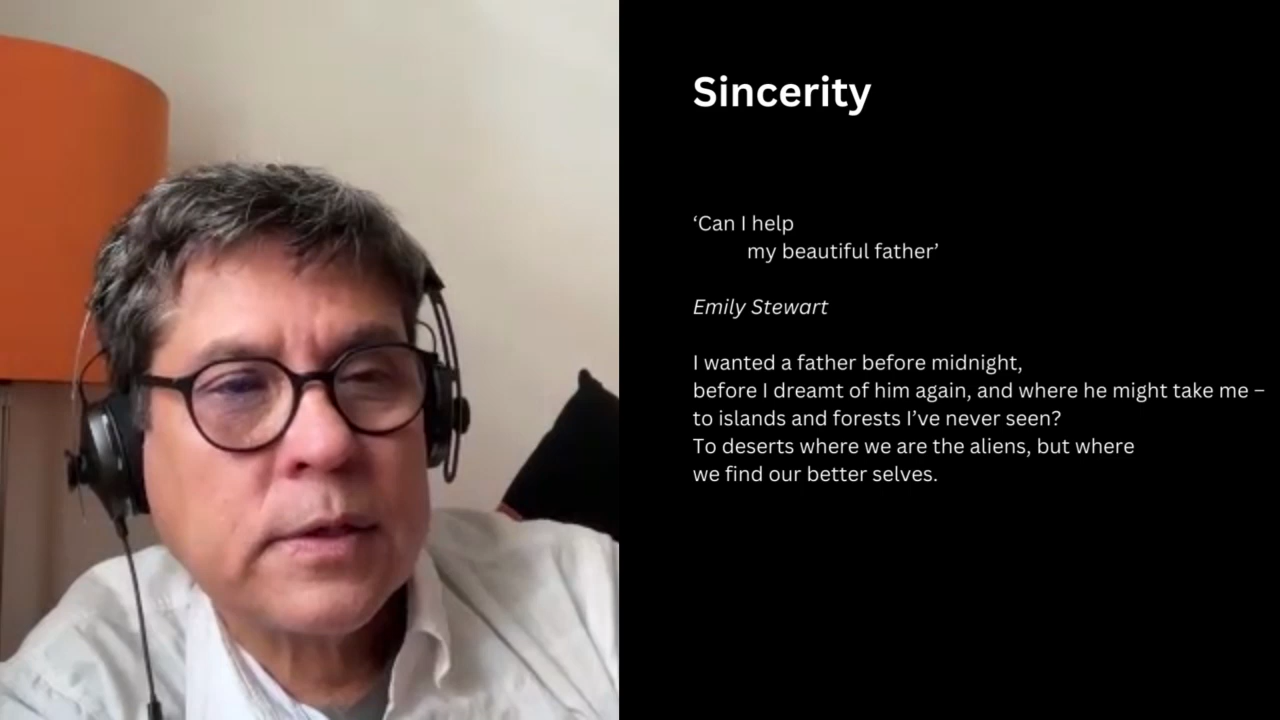 Sincerity
‘Can I help
my beautiful father’
Emily Stewart
I wanted a father before midnight,
before I dreamt of him again, and where he might take me –
to islands and forests I’ve never seen?
To deserts where we are the aliens, but where
we find our better selves.